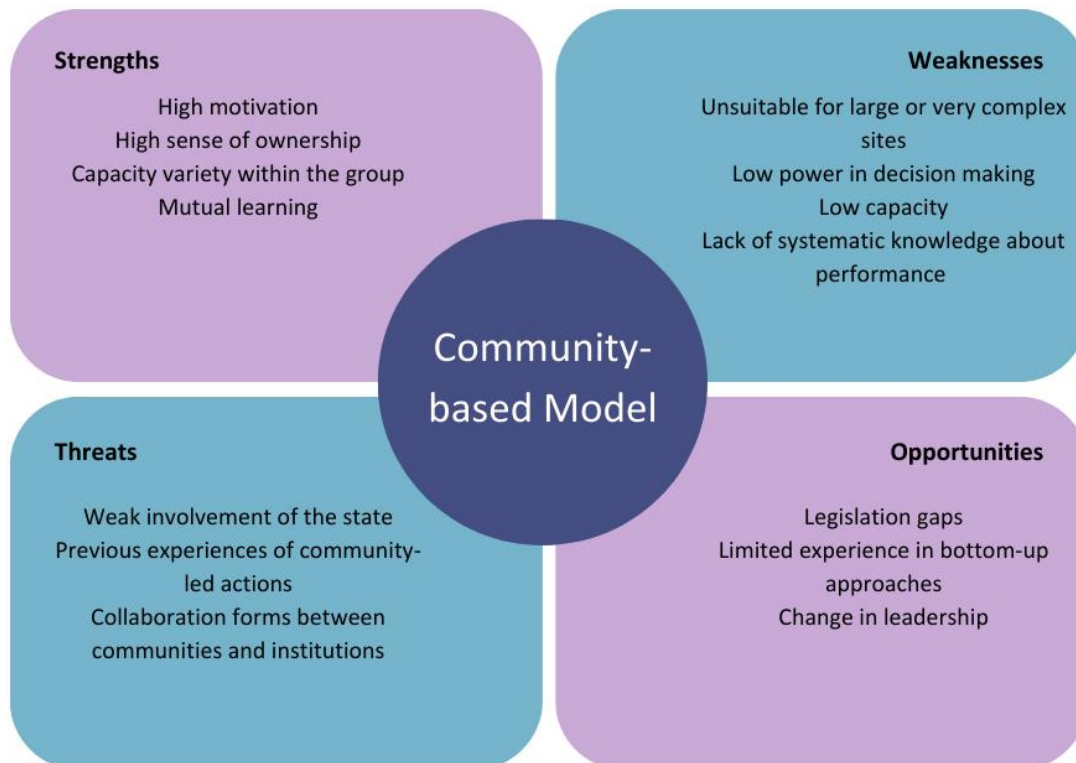 Strengths
High motivation
High sense of ownership
Capacity variety within the group
Mutual learning
Weaknesses
Unsuitable for large or very complex
sites
Low power in decision making
Low capacity
Lack of systematic knowledge about
performance
Community-
based Model
Threats
Weak involvement of the state
Previous experiences of community-
led actions
Collaboration forms between
communities and institutions
Opportunities
Legislation gaps
Limited experience in bottom-up
approaches
Change in leadership